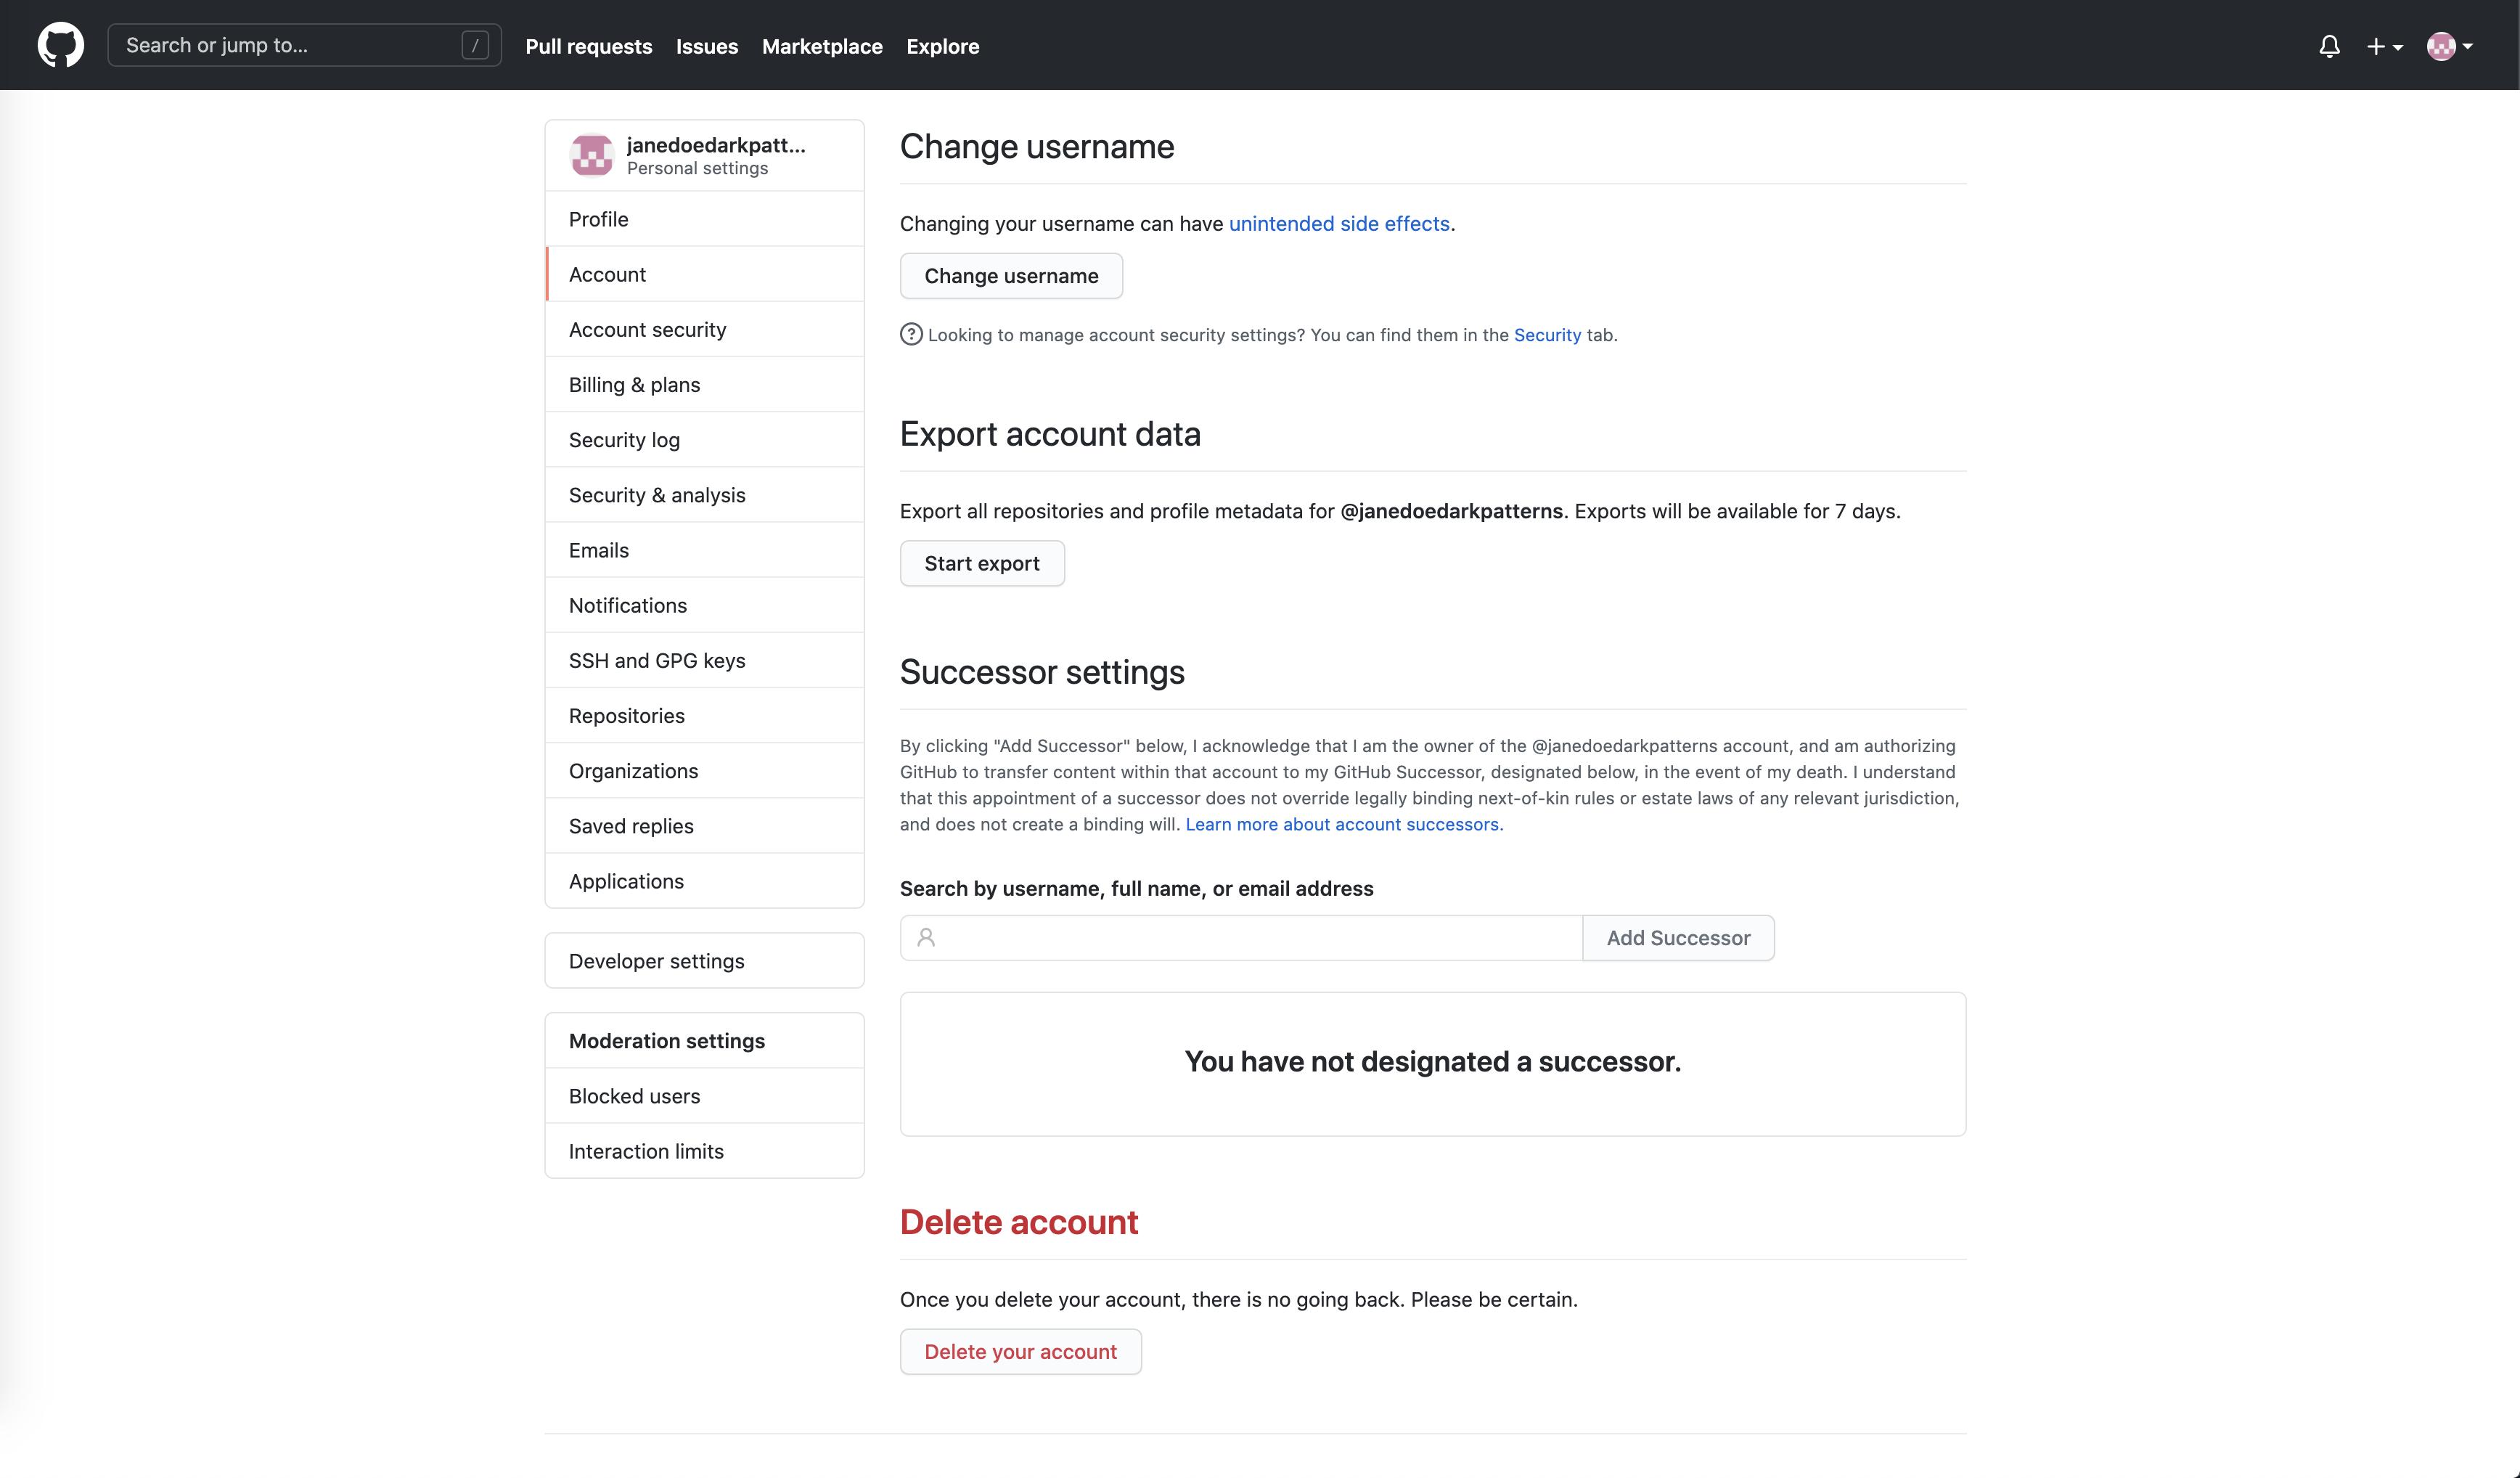 Search or jump to...
/
Pull requests
Issues
Marketplace
Explore
janedoedarkpatt...
Personal settings
Profile
Account
Account security
Billing & plans
Security log
Security & analysis
Emails
Notifications
SSH and GPG keys
Repositories
Organizations
Saved replies
Applications
Developer settings
Moderation settings
Blocked users
Interaction limits
Change username
Changing your username can have unintended side effects.
Change username
Looking to manage account security settings? You can find them in the Security tab.
Export account data
Export all repositories and profile metadata for @janedoedarkpatterns. Exports will be available for 7 days.
Start export
Successor settings
By clicking "Add Successor" below, I acknowledge that I am the owner of the @janedoedarkpatterns account, and am authorizing
GitHub to transfer content within that account to my GitHub Successor, designated below, in the event of my death. I understand
that this appointment of a successor does not override legally binding next-of-kin rules or estate laws of any relevant jurisdiction,
and does not create a binding will. Learn more about account successors.
Search by username, full name, or email address
Add Successor
You have not designated a successor.
Delete account
Once you delete your account, there is no going back. Please be certain.
Delete your account